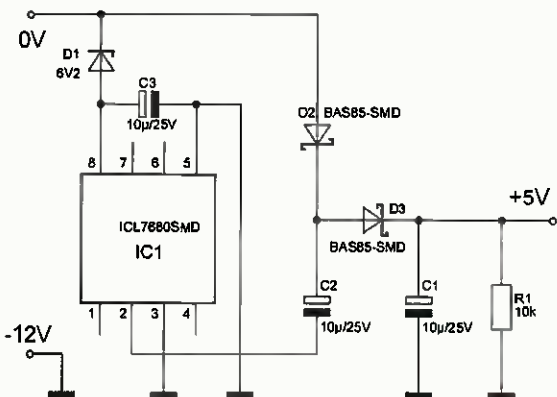 0V
D1
6V2
C3
10µ/25V
D2 BAS85-SMD
8 7 6 5
ICL7680SMD
IC1
D3
BAS85-SMD
+5V
1 2 3 4
C2
10µ/25V
C1
10µ/25V
R1
10k
-12V